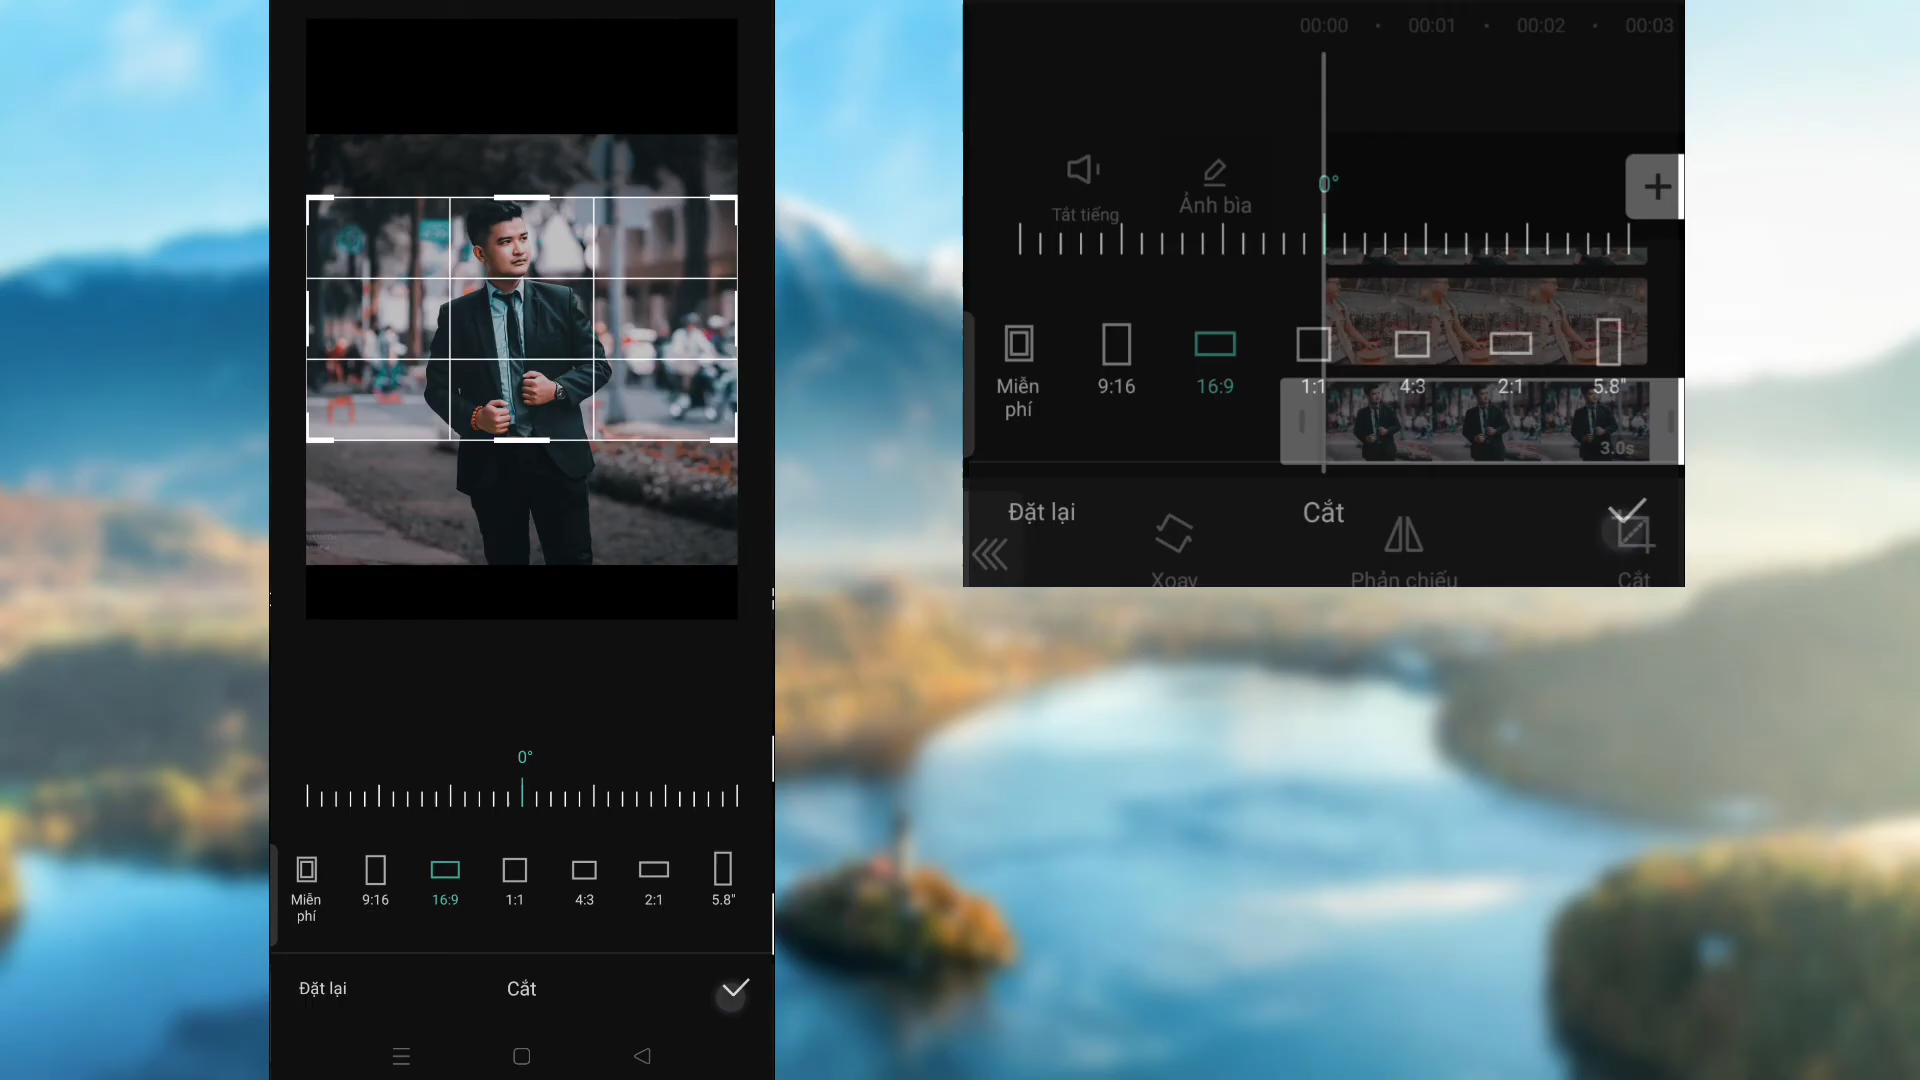 0°
Miễn
phí
9:16
16:9
1:1
4:3
2:1
5.8"
Đặt lại
Cắt
00:00
00:01
00:02
00:03
Tắt tiếng
Ảnh bìa
0°
Miễn
phí
9:16
16:9
1:1
4:3
2:1
5.8"
3.0s
Đặt lại
Cắt
Xoay
Phản chiếu
Cắt